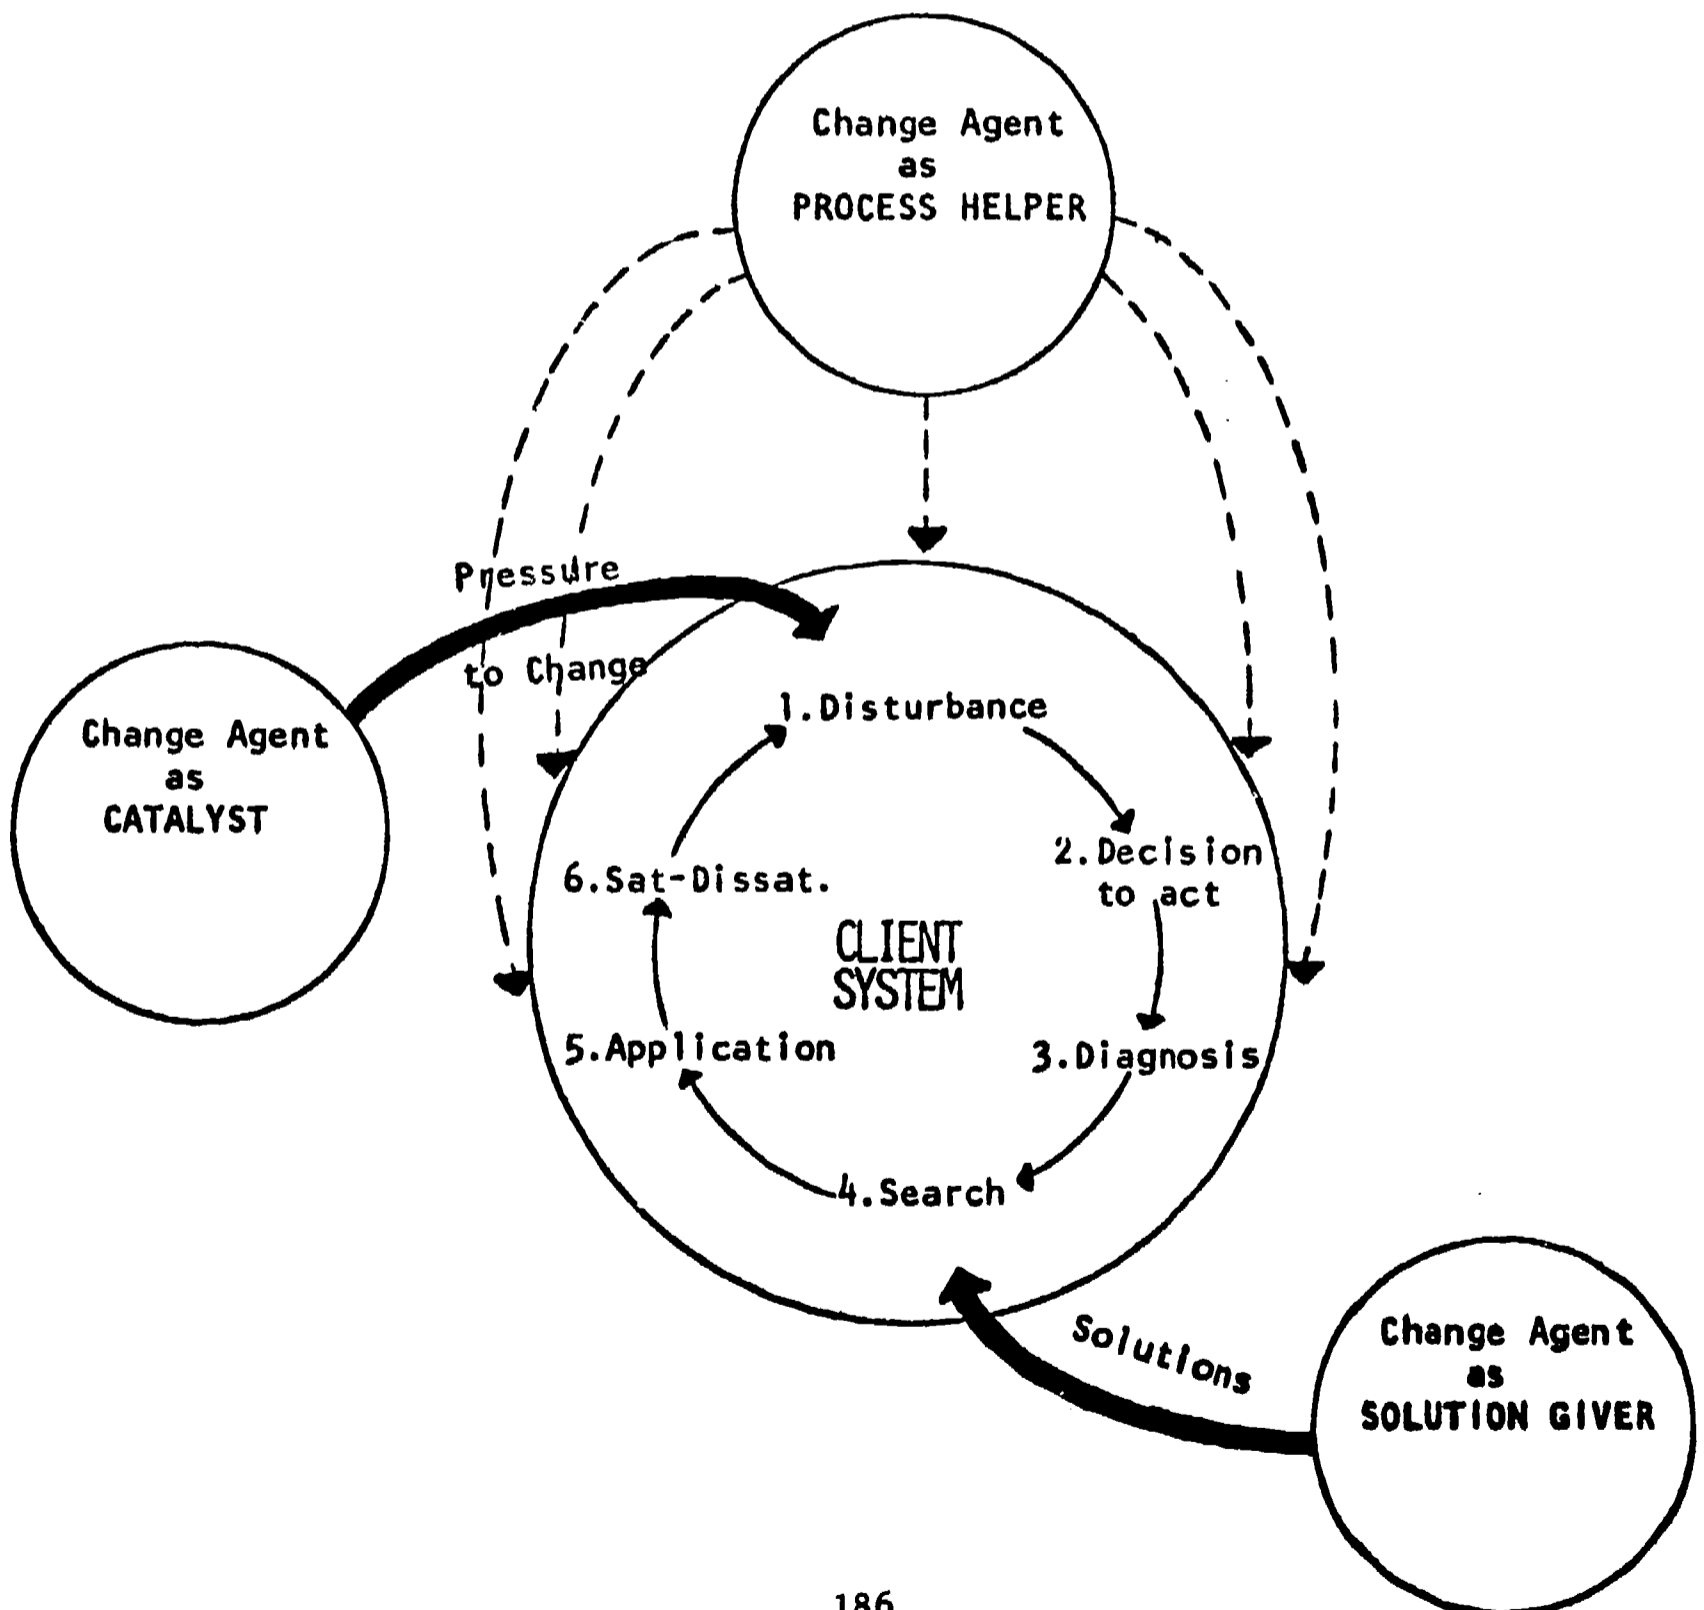 Change Agent
as
PROCESS HELPER
Pressure
to Change
Change Agent
as
CATALYST
1.Disturbance
2.Decision
to act
6.Sat-Dissat.
CLIENT
SYSTEM
5.Application
3.Diagnosis
4.Search
Solutions
Change Agent
as
SOLUTION GIVER
186